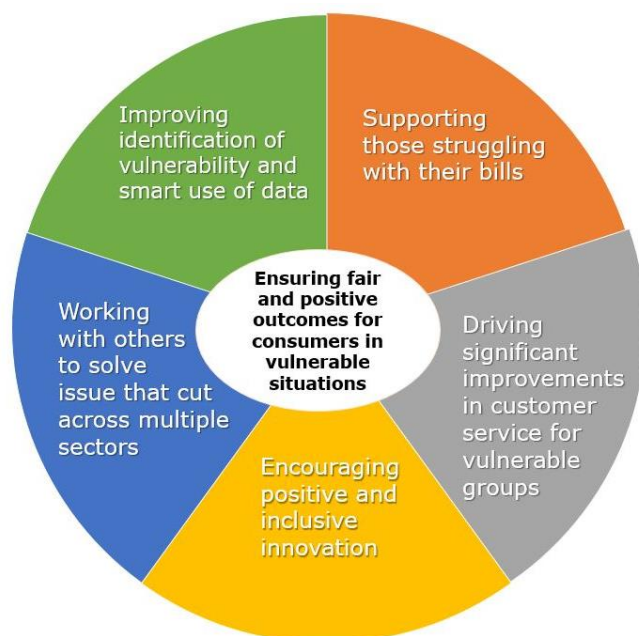 Improving
identification of
vulnerability and
smart use of data
Supporting
those struggling
with their bills
Ensuring fair
and positive
outcomes for
consumers in
vulnerable
situations
Working
with others
to solve
issue that cut
across multiple
sectors
Driving
significant
improvements
in customer
service for
vulnerable
groups
Encouraging
positive and
inclusive
innovation